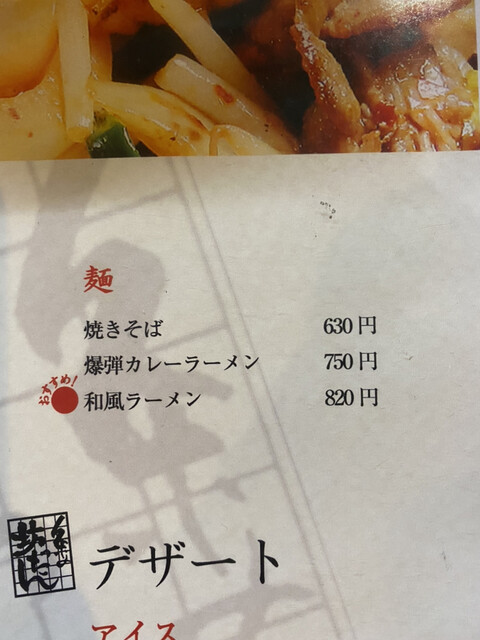 麺
焼きそば 630円
爆弾カレーラーメン 750円
おすすめ!
和風ラーメン 820円
デザート
アイス